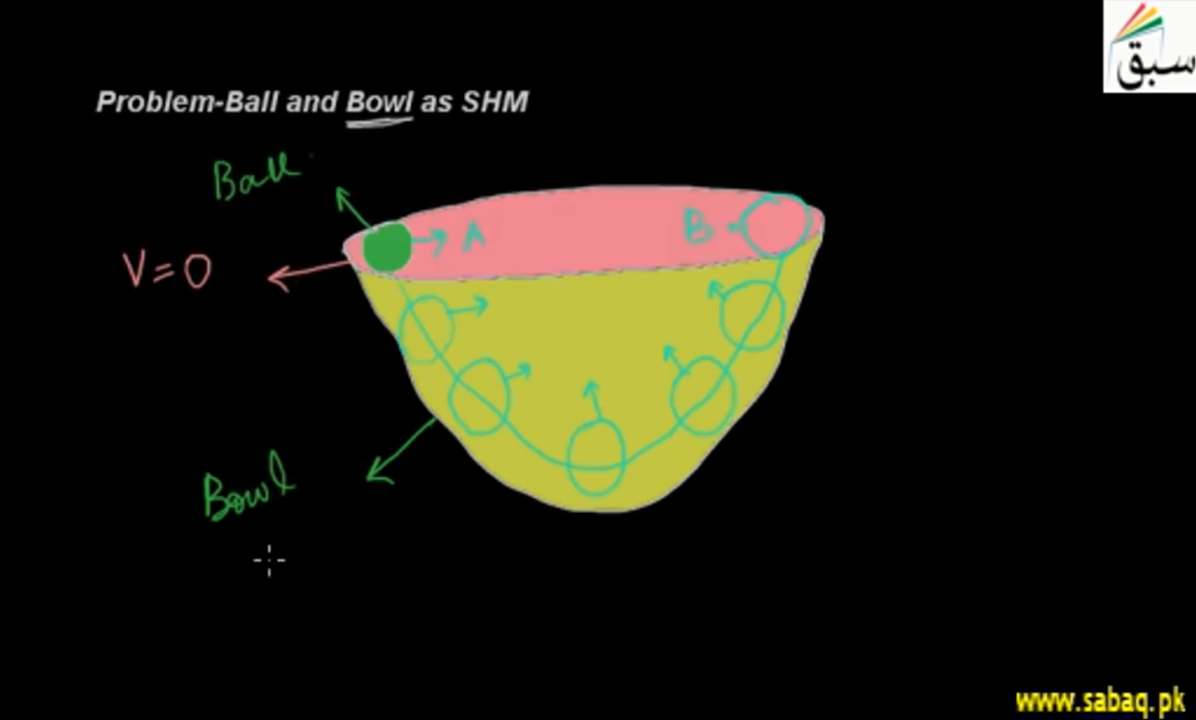 سبق
Problem-Ball and Bowl as SHM
Ball
A
B
V=0
Bowl
www.sabaq.pk